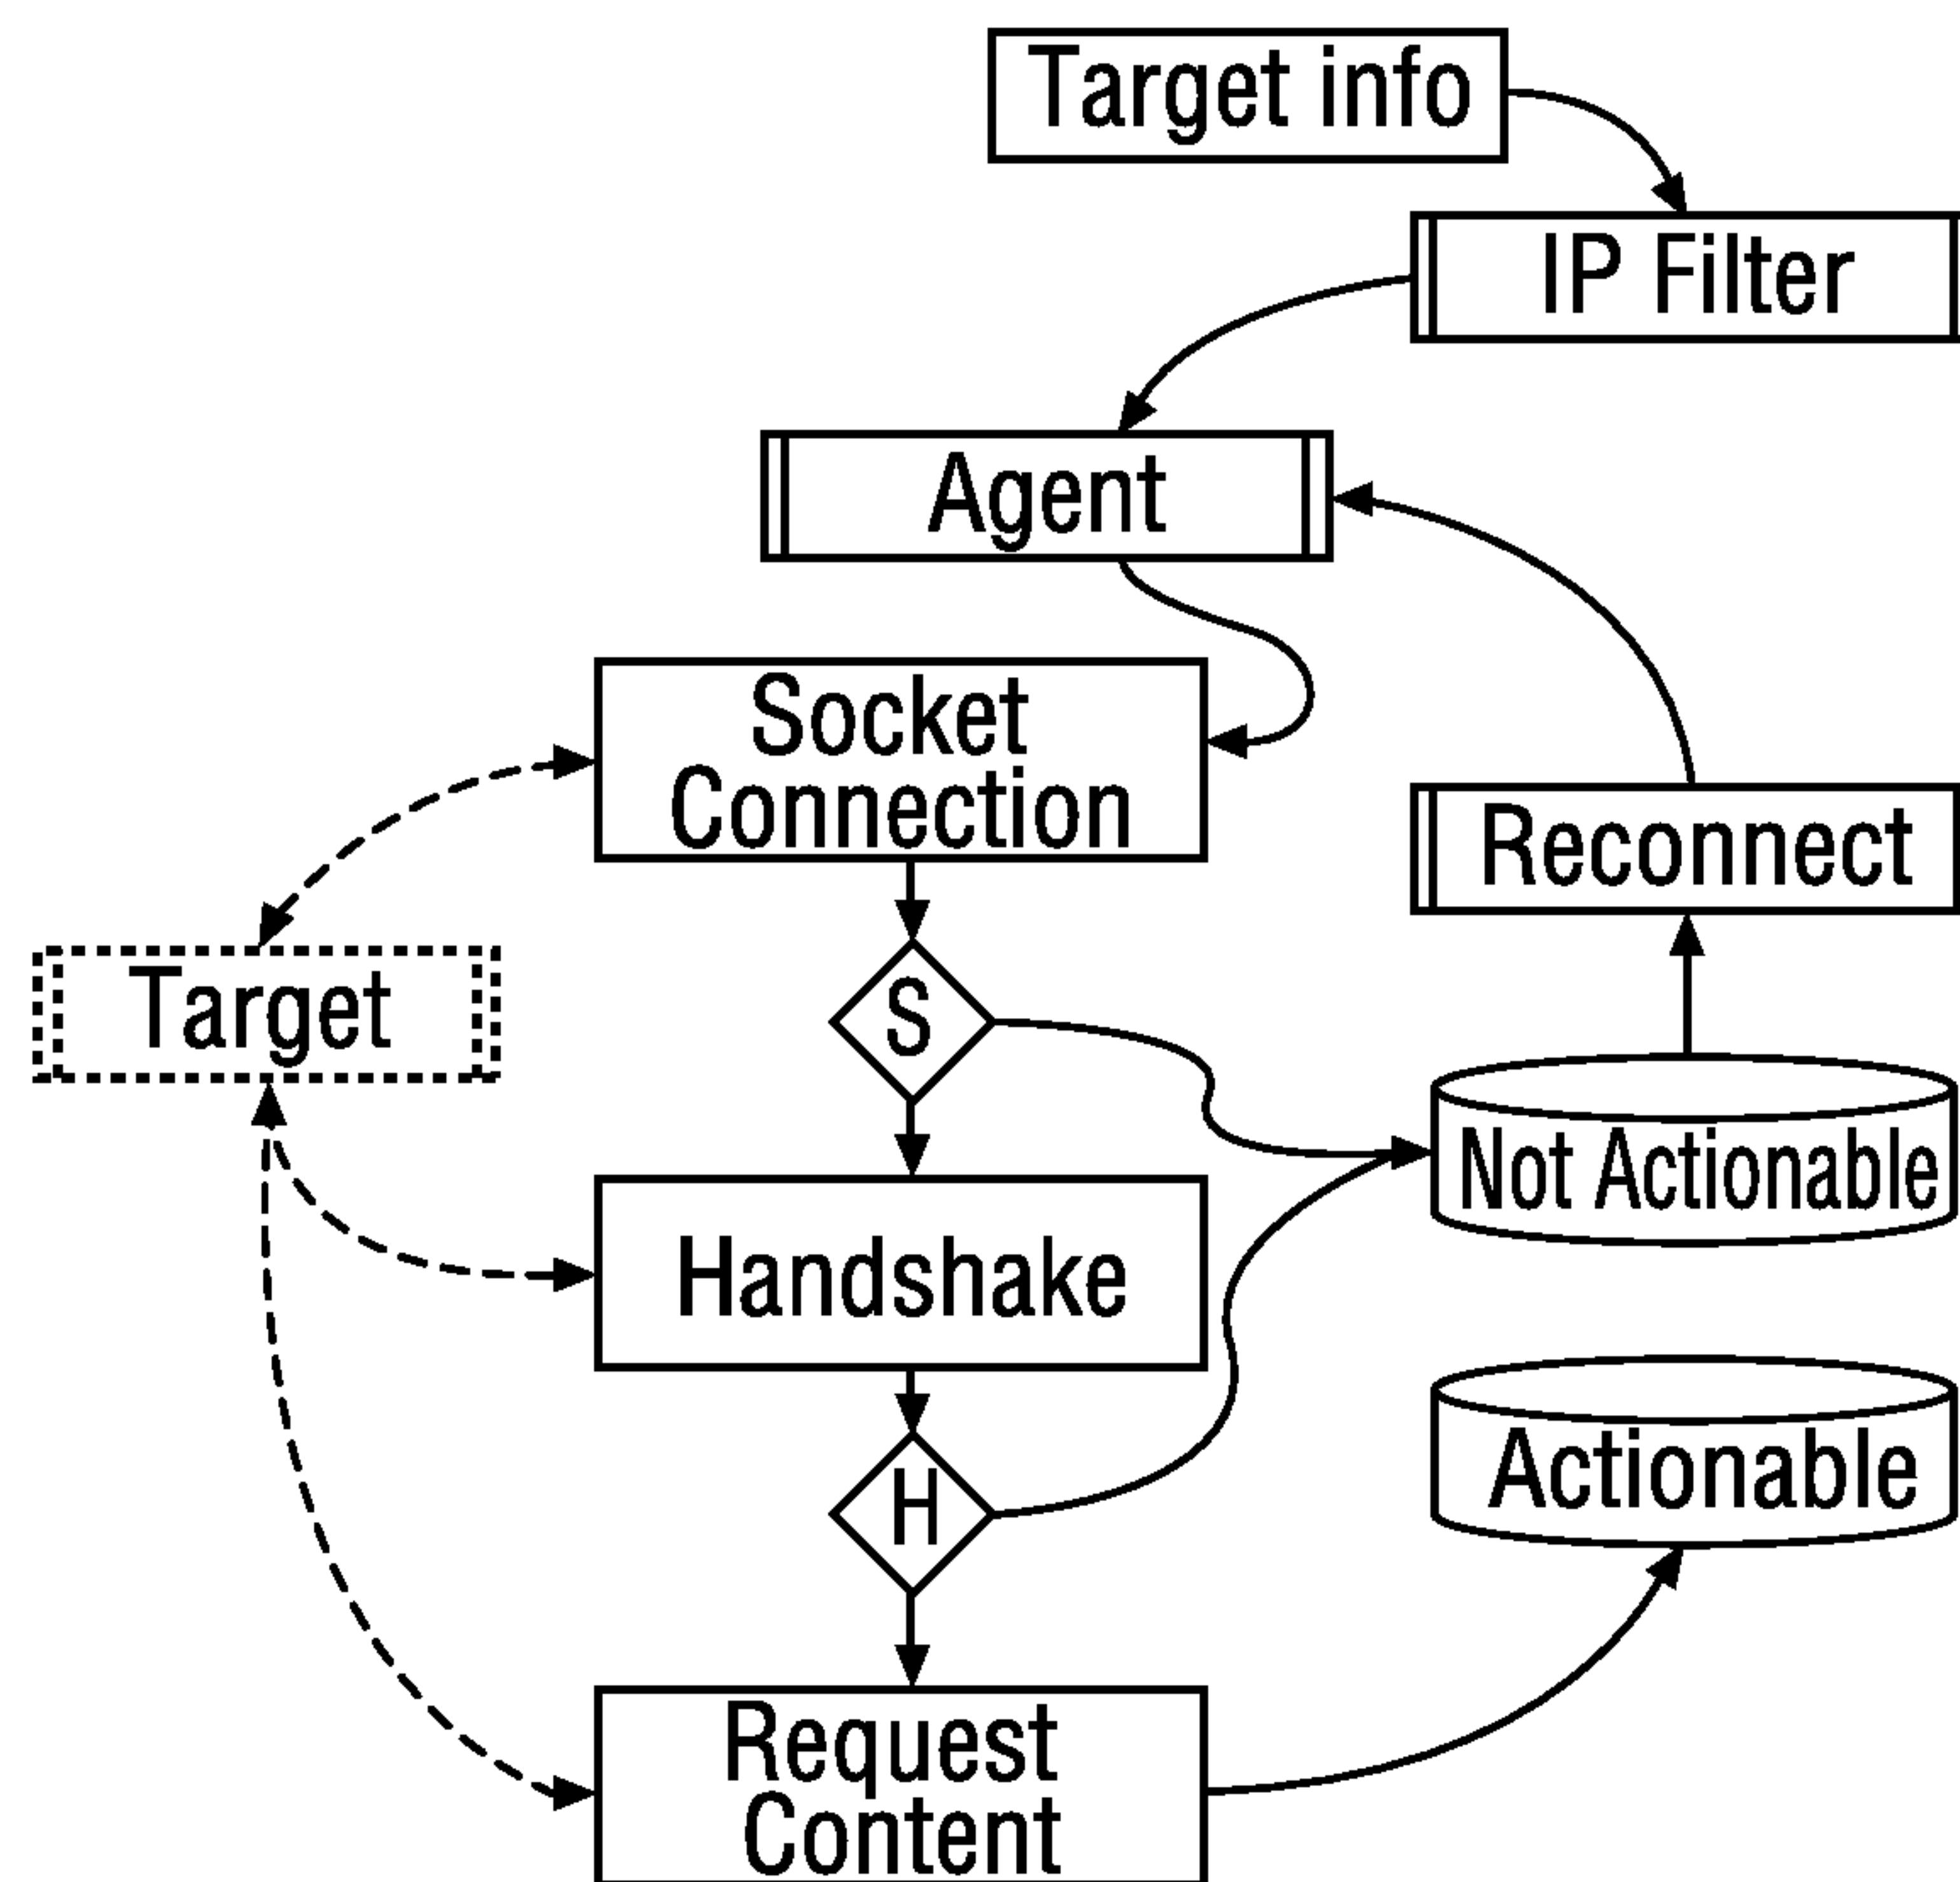 Target info
IP Filter
Agent
Socket
Connection
Reconnect
Target
S
Not Actionable
Handshake
Actionable
H
Request
Content